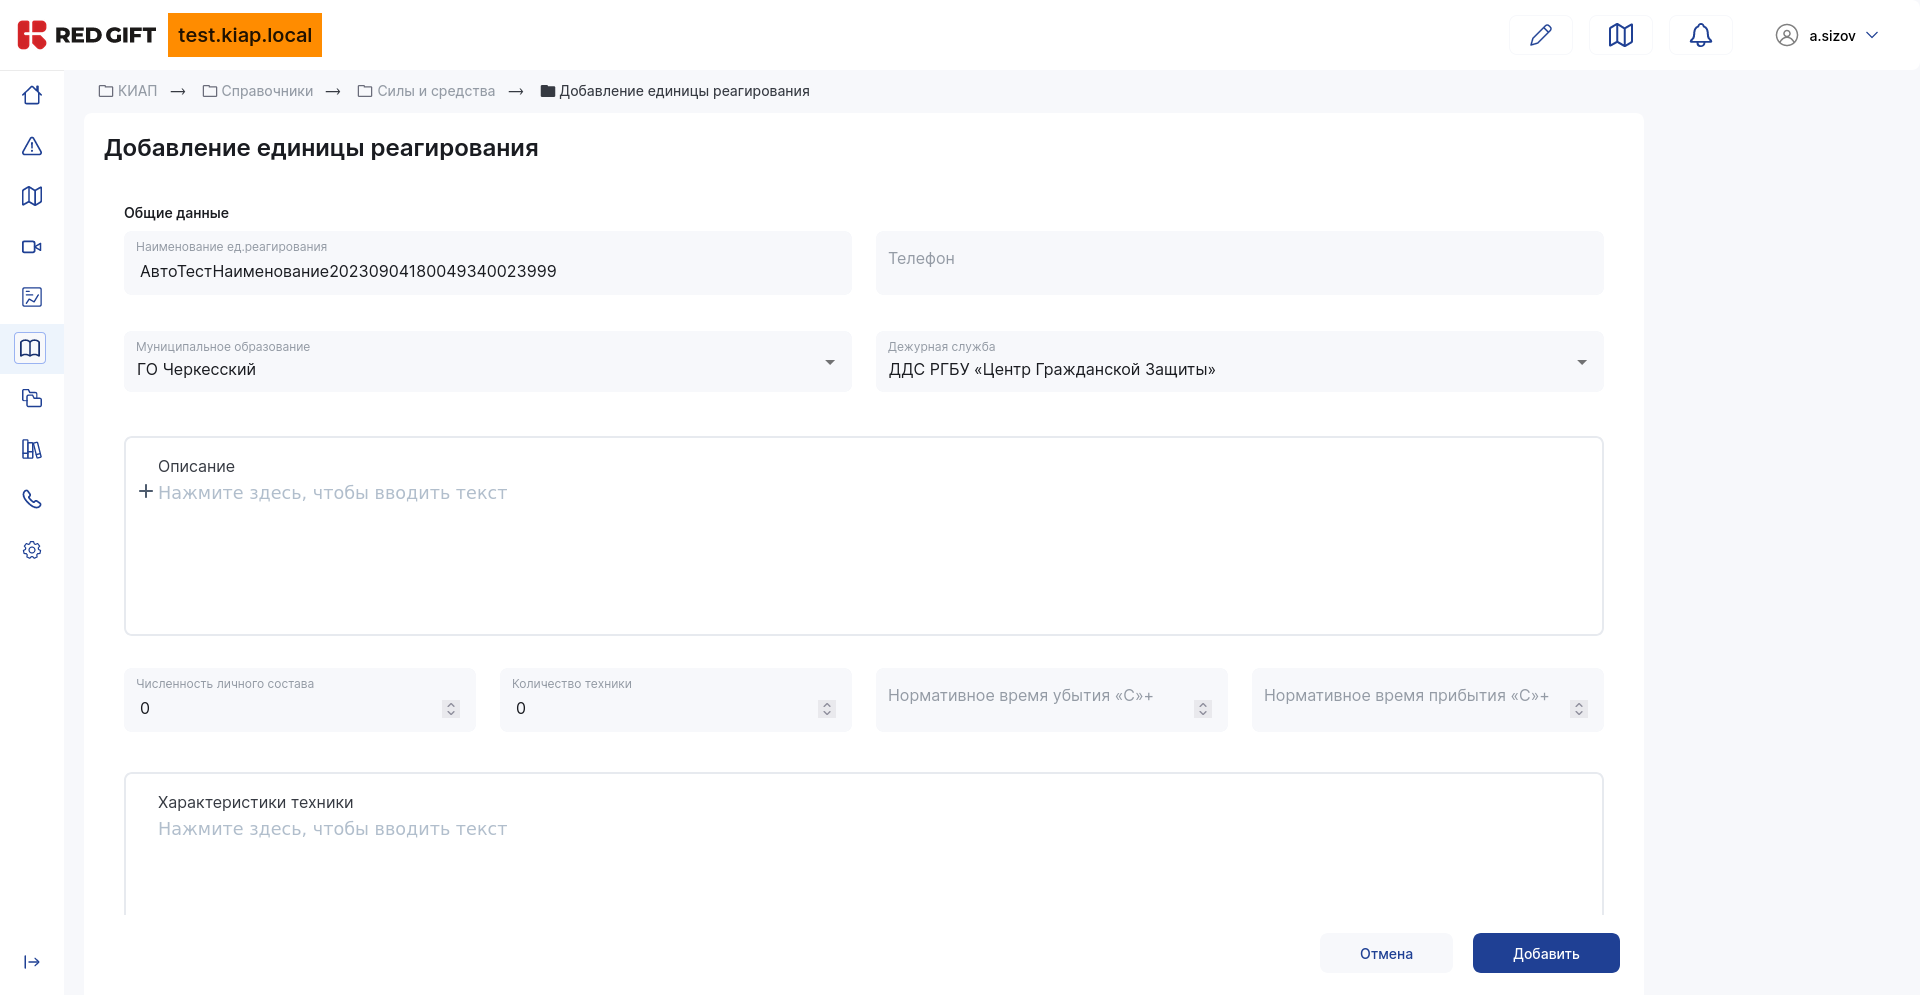 RED GIFT test.kiap.local a.sizov
КИАП → Справочники → Силы и средства → Добавление единицы реагирования
Добавление единицы реагирования
Общие данные
Наименование ед.реагирования
АвтоТестНаименование20230904180049340023999
Телефон
Муниципальное образование
ГО Черкесский
Дежурная служба
ДДС РГБУ «Центр Гражданской Защиты»
Описание
Нажмите здесь, чтобы вводить текст
Численность личного состава
0
Количество техники
0
Нормативное время убытия «С»+
Нормативное время прибытия «С»+
Характеристики техники
Нажмите здесь, чтобы вводить текст
Отмена
Добавить